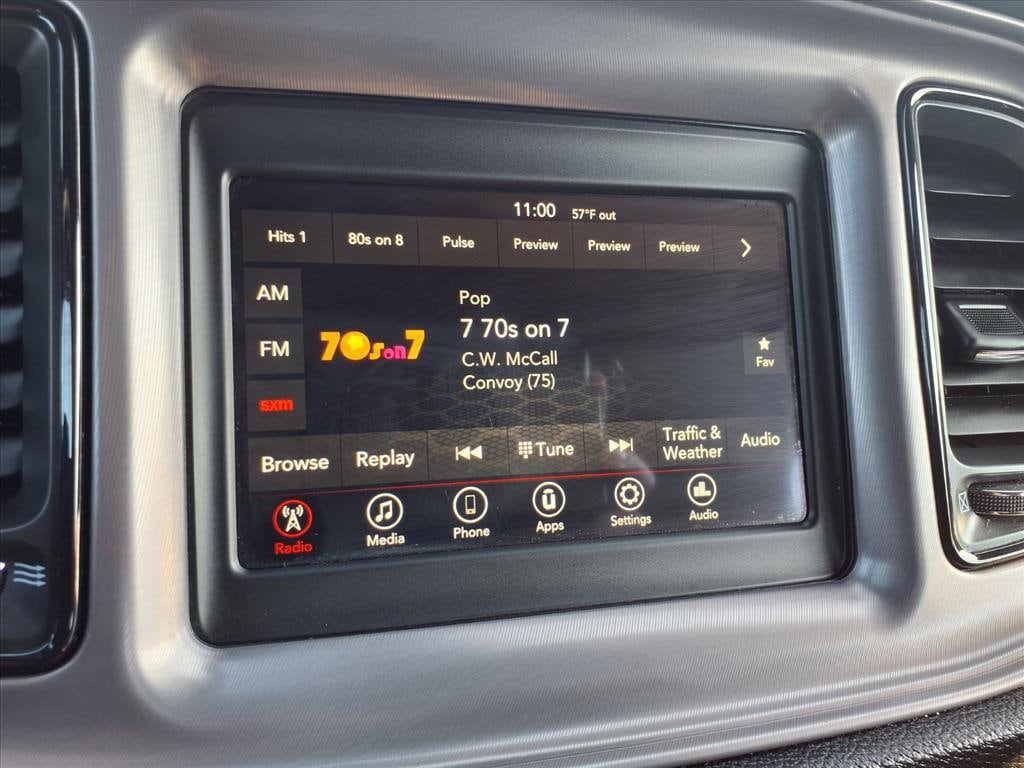 11:00 57°F out
Hits 1 80s on 8 Pulse Preview Preview Preview
AM
FM
sxm
70s on 7
Pop
7 70s on 7
C.W. McCall
Convoy (75)
Fav
Browse Replay Tune Traffic & Weather Audio
Radio Media Phone Apps Settings Audio